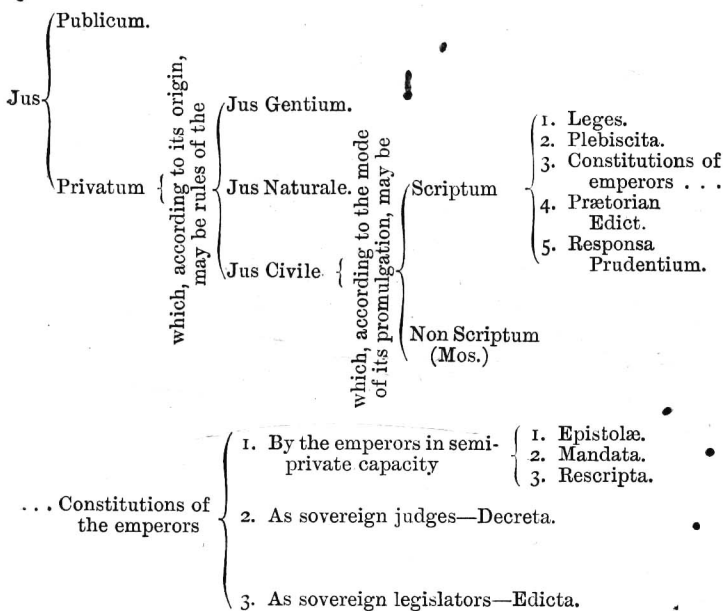 Jus
Publicum.
Privatum
which, according to its origin,
may be rules of the
Jus Gentium.
Jus Naturale.
Jus Civile
which, according to the mode
of its promulgation, may be
Scriptum
1. Leges.
2. Plebiscita.
3. Constitutions of
emperors . . .
4. Prætorian
Edict.
5. Responsa
Prudentium.
Non Scriptum
(Mos.)
. . . Constitutions of
the emperors
1. By the emperors in semi-
private capacity
1. Epistolæ.
2. Mandata.
3. Rescripta.
2. As sovereign judges—Decreta.
3. As sovereign legislators—Edicta.